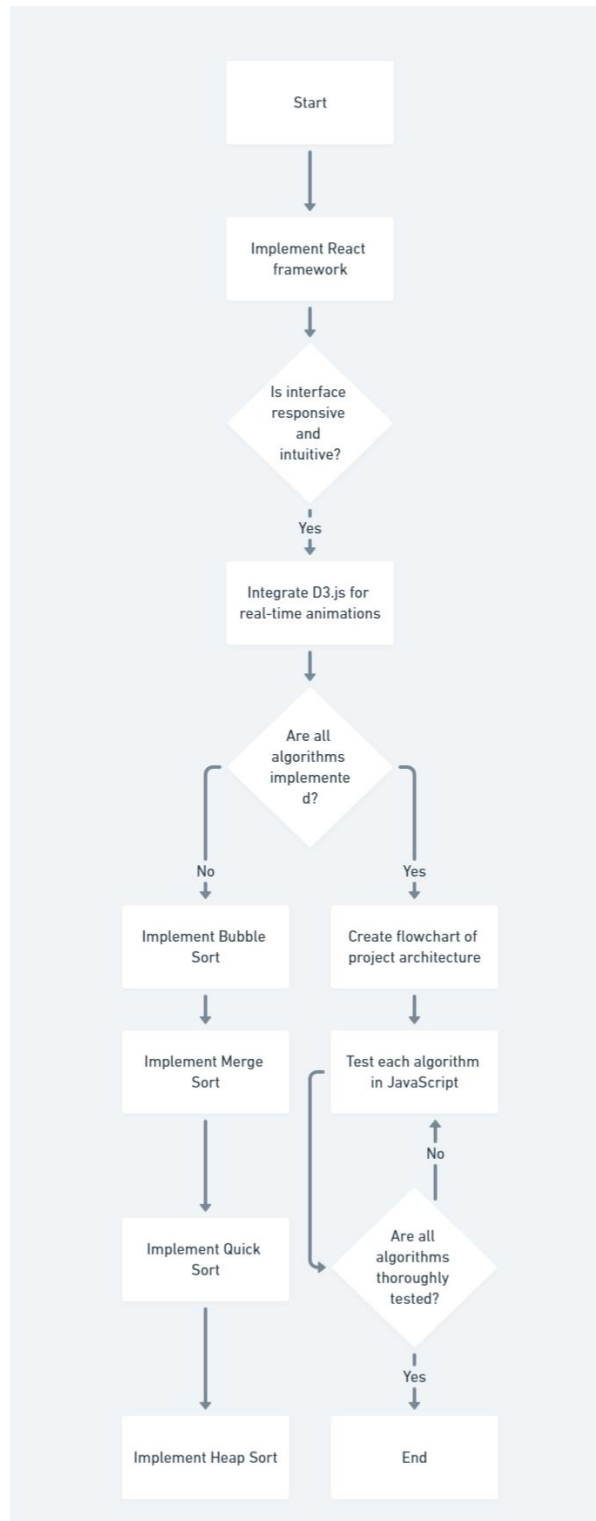 Start
Implement React
framework
Is interface
responsive
and
intuitive?
Yes
Integrate D3.js for
real-time animations
Are all
algorithms
implemente
d?
No
Yes
Implement Bubble
Sort
Create flowchart of
project architecture
Implement Merge
Sort
Test each algorithm
in JavaScript
No
Implement Quick
Sort
Are all
algorithms
thoroughly
tested?
Yes
Implement Heap Sort
End